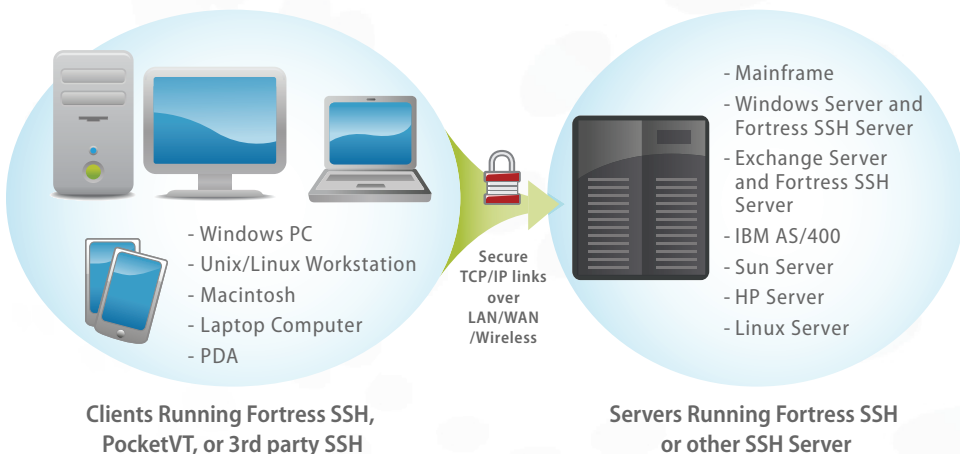 - Windows PC
- Unix/Linux Workstation
- Macintosh
- Laptop Computer
- PDA
Clients Running Fortress SSH,
PocketVT, or 3rd party SSH
Secure
TCP/IP links
over
LAN/WAN
/Wireless
- Mainframe
- Windows Server and
Fortress SSH Server
- Exchange Server
and Fortress SSH
Server
- IBM AS/400
- Sun Server
- HP Server
- Linux Server
Servers Running Fortress SSH
or other SSH Server